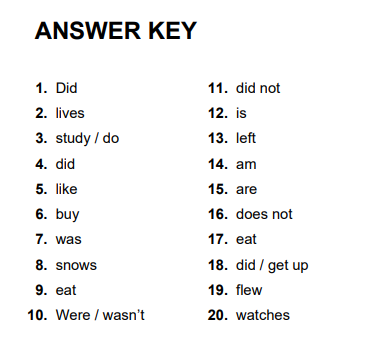 ANSWER KEY
1. Did
2. lives
3. study / do
4. did
5. like
6. buy
7. was
8. snows
9. eat
10. Were / wasn’t
11. did not
12. is
13. left
14. am
15. are
16. does not
17. eat
18. did / get up
19. flew
20. watches